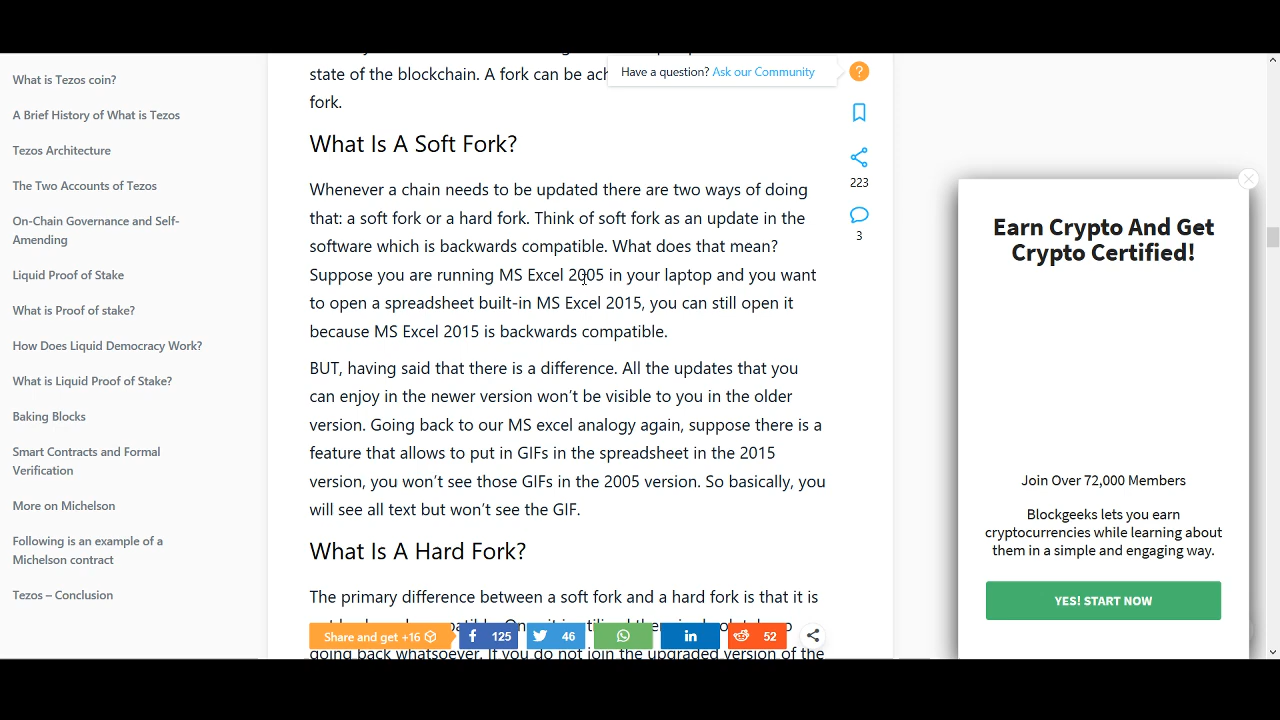 What is Tezos coin?
A Brief History of What is Tezos
Tezos Architecture
The Two Accounts of Tezos
On-Chain Governance and Self-
Amending
Liquid Proof of Stake
What is Proof of stake?
How Does Liquid Democracy Work?
What is Liquid Proof of Stake?
Baking Blocks
Smart Contracts and Formal
Verification
More on Michelson
Following is an example of a
Michelson contract
Tezos – Conclusion
state of the blockchain. A fork can be ach
fork.
What Is A Soft Fork?
Whenever a chain needs to be updated there are two ways of doing
that: a soft fork or a hard fork. Think of soft fork as an update in the
software which is backwards compatible. What does that mean?
Suppose you are running MS Excel 2005 in your laptop and you want
to open a spreadsheet built-in MS Excel 2015, you can still open it
because MS Excel 2015 is backwards compatible.
BUT, having said that there is a difference. All the updates that you
can enjoy in the newer version won't be visible to you in the older
version. Going back to our MS excel analogy again, suppose there is a
feature that allows to put in GIFs in the spreadsheet in the 2015
version, you won't see those GIFs in the 2005 version. So basically, you
will see all text but won't see the GIF.
What Is A Hard Fork?
The primary difference between a soft fork and a hard fork is that it is
going back whatsoever. If you do not join the upgraded version of the
Share and get +16
125
46
52
Have a question? Ask our Community
?
223
3
Earn Crypto And Get
Crypto Certified!
Join Over 72,000 Members
Blockgeeks lets you earn
cryptocurrencies while learning about
them in a simple and engaging way.
YES! START NOW